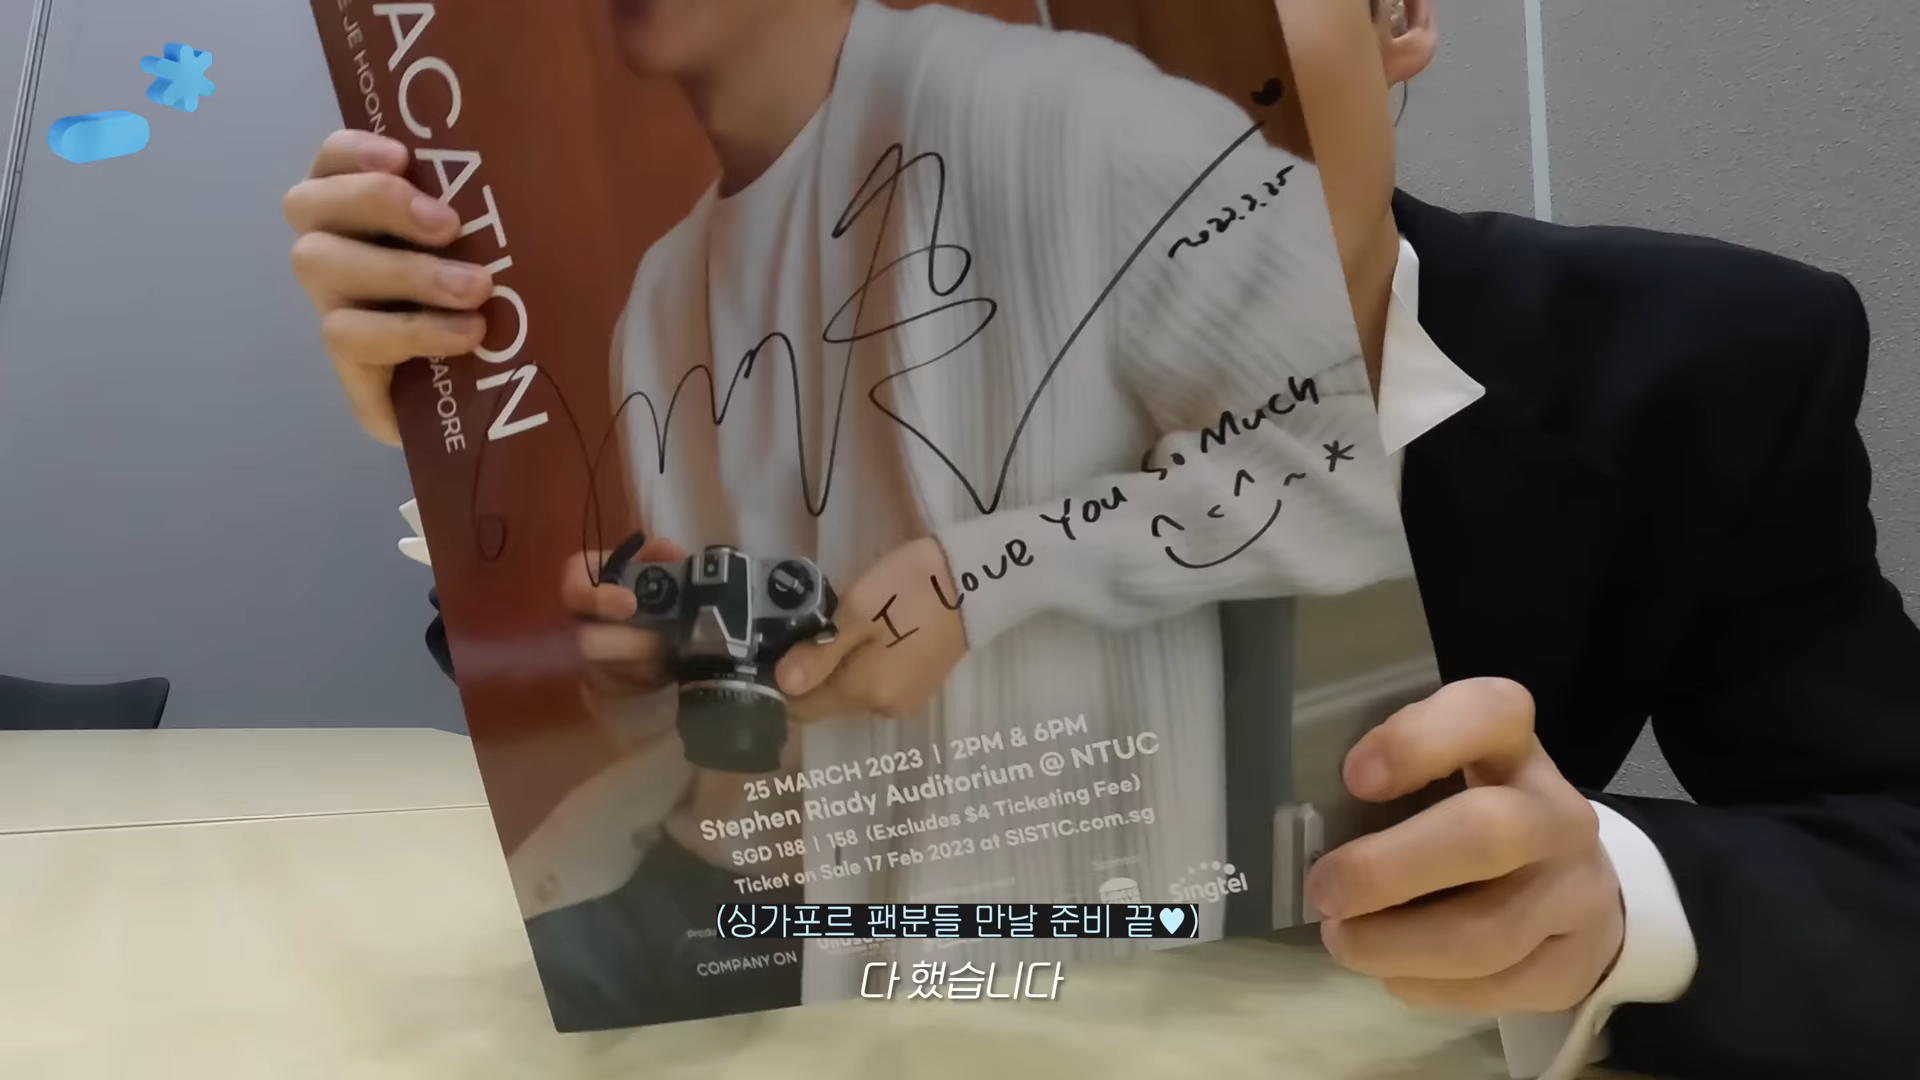 ACATION
E JE HOON
GAPORE
2023.3.25
I Love You so Much
^ < ^ ~ *
25 MARCH 2023 | 2PM & 6PM
Stephen Riady Auditorium @ NTUC
SGD 188 | 158 (Excludes $4 Ticketing Fee)
Ticket on Sale 17 Feb 2023 at SISTIC.com.sg
Sponsor
Singtel
(싱가포르 팬분들 만날 준비 끝♥)
COMPANY ON
다 했습니다